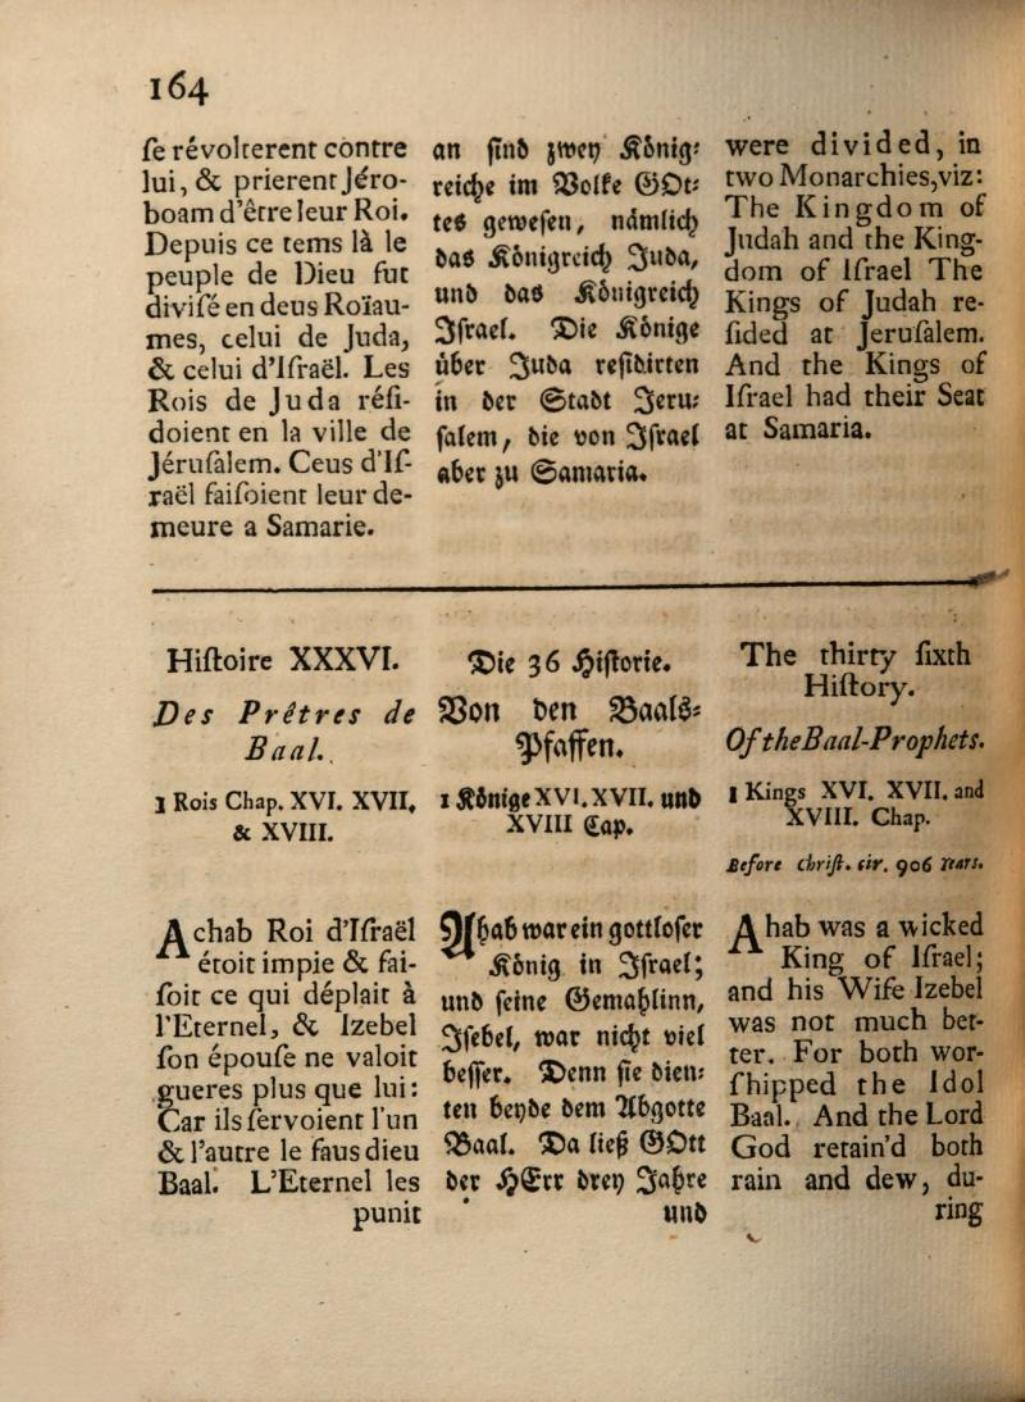 164
ſe révolterent contre
lui, & prierent Jéro-
boam d'être leur Roi.
Depuis ce tems là le
peuple de Dieu fut
diviſé en deus Roïau-
mes, celui de Juda,
& celui d'Iſraël. Les
Rois de Juda réſi-
doient en la ville de
Jéruſalem. Ceus d'Iſ-
raël faiſoient leur de-
meure a Samarie.
an ſind zwey König⸗
reiche im Volke GOt⸗
tes geweſen, nämlich
das Königreich Juda,
und das Königreich
Iſrael. Die Könige
über Juda reſidirten
in der Stadt Jeru⸗
ſalem, die von Iſrael
aber zu Samaria.
were divided, in
two Monarchies, viz:
The Kingdom of
Judah and the King-
dom of Iſrael The
Kings of Judah re-
ſided at Jeruſalem.
And the Kings of
Iſrael had their Seat
at Samaria.
Hiſtoire XXXVI.
Des Prêtres de
Baal.
1 Rois Chap. XVI. XVII,
& XVIII.
Achab Roi d'Iſraël
étoit impie & fai-
ſoit ce qui déplait à
l'Eternel, & Izebel
ſon épouſe ne valoit
gueres plus que lui:
Car ils ſervoient l'un
& l'autre le faus dieu
Baal. L'Eternel les
punit
Die 36 Hiſtorie.
Von den Baals⸗
Pfaffen.
1 Könige XVI. XVII. und
XVIII Cap.
Ahab war ein gottloſer
König in Iſrael;
und ſeine Gemahlinn,
Iſebel, war nicht viel
beſſer. Denn ſie dien⸗
ten beyde dem Abgotte
Baal. Da ließ GOtt
der HErr drey Jahre
und
The thirty ſixth
Hiſtory.
Of the Baal-Prophets.
1 Kings XVI. XVII. and
XVIII. Chap.
Before Chriſt. cir. 906 Years.
Ahab was a wicked
King of Iſrael;
and his Wife Izebel
was not much bet-
ter. For both wor-
ſhipped the Idol
Baal. And the Lord
God retain'd both
rain and dew, du-
ring